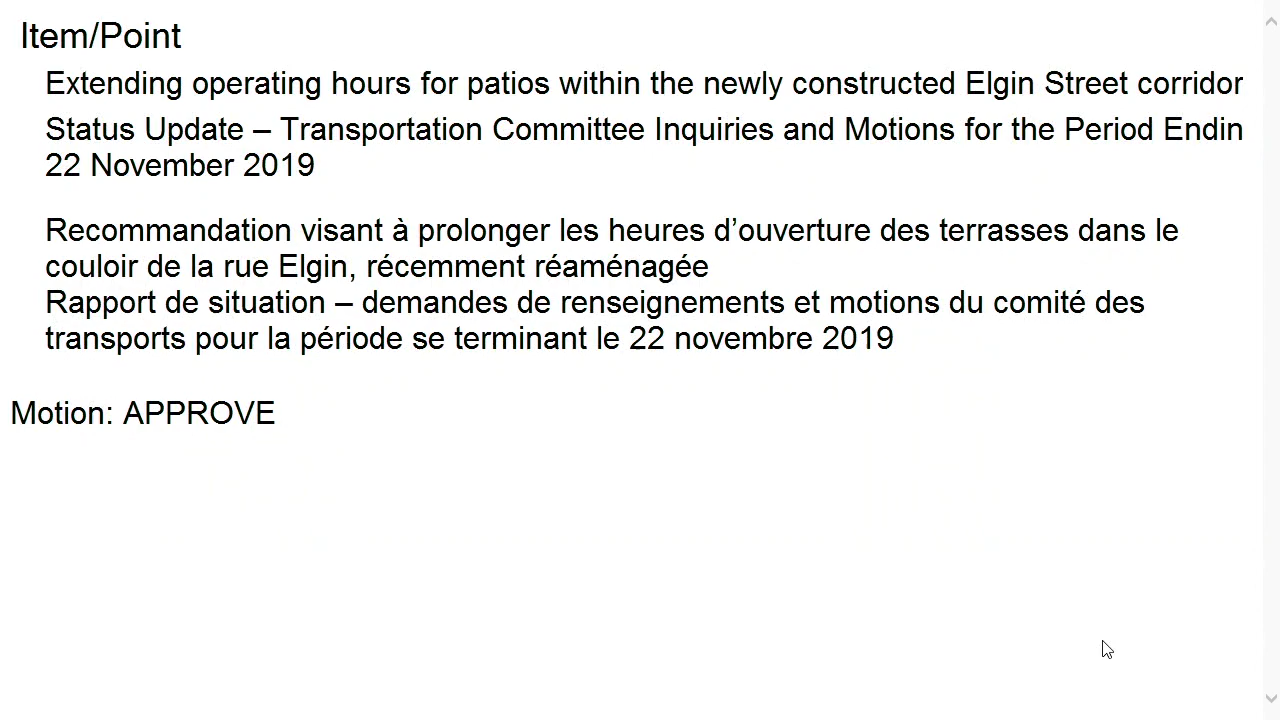 Item/Point
Extending operating hours for patios within the newly constructed Elgin Street corridor
Status Update – Transportation Committee Inquiries and Motions for the Period Endin
22 November 2019
Recommandation visant à prolonger les heures d’ouverture des terrasses dans le
couloir de la rue Elgin, récemment réaménagée
Rapport de situation – demandes de renseignements et motions du comité des
transports pour la période se terminant le 22 novembre 2019
Motion: APPROVE